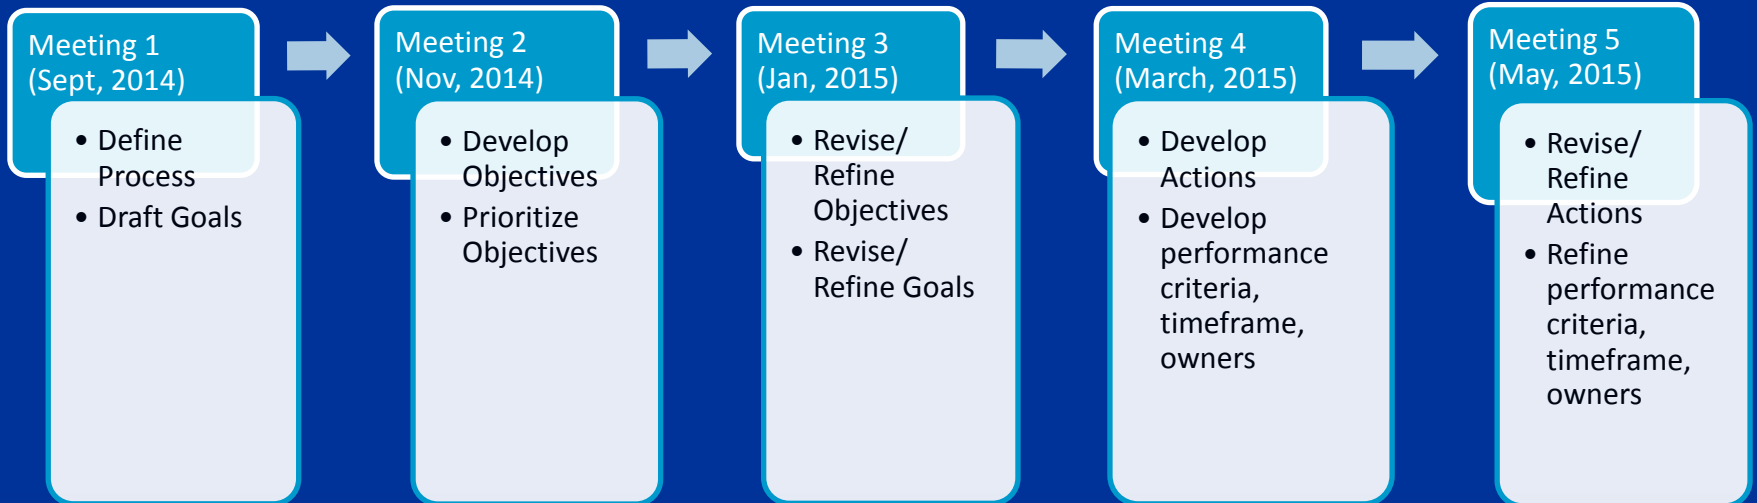 Meeting 1
(Sept, 2014)
• Define
Process
• Draft Goals
Meeting 2
(Nov, 2014)
• Develop
Objectives
• Prioritize
Objectives
Meeting 3
(Jan, 2015)
• Revise/
Refine
Objectives
• Revise/
Refine Goals
Meeting 4
(March, 2015)
• Develop
Actions
• Develop
performance
criteria,
timeframe,
owners
Meeting 5
(May, 2015)
• Revise/
Refine
Actions
• Refine
performance
criteria,
timeframe,
owners